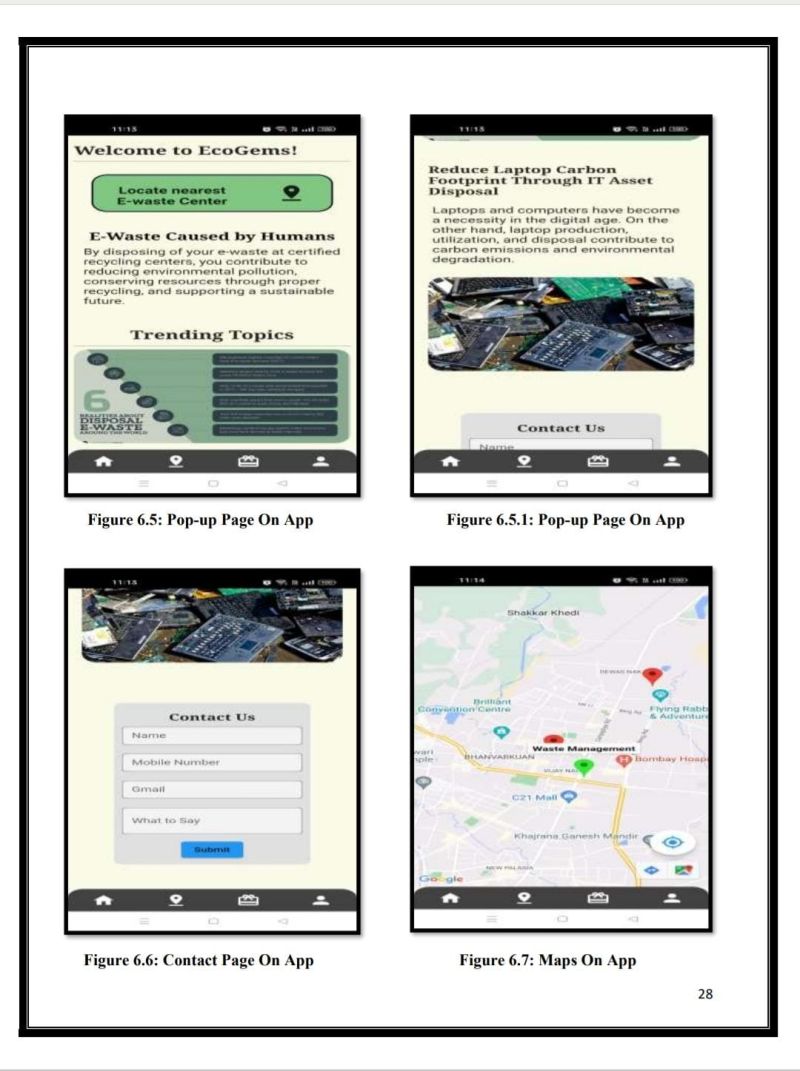 11:13
Welcome to EcoGems!
Locate nearest
E-waste Center
E-Waste Caused by Humans
By disposing of your e-waste at certified
recycling centers, you contribute to
reducing environmental pollution,
conserving resources through proper
recycling, and supporting a sustainable
future.
Trending Topics
6
REALITIES ABOUT
DISPOSAL
E-WASTE
AROUND THE WORLD
Figure 6.5: Pop-up Page On App
11:13
Reduce Laptop Carbon
Footprint Through IT Asset
Disposal
Laptops and computers have become
a necessity in the digital age. On the
other hand, laptop production,
utilization, and disposal contribute to
carbon emissions and environmental
degradation.
Contact Us
Name
Figure 6.5.1: Pop-up Page On App
11:13
Contact Us
Name
Mobile Number
Gmail
What to Say
Submit
Figure 6.6: Contact Page On App
11:14
Shakkar Khedi
DEWAS NAK
Brilliant
Convention Centre
Flying Rabb
& Adventure
Waste Management
BHANVARKUAN
Bombay Hosp
VIJAY NA
C21 Mall
Khajrana Ganesh Mandir
NEW PALASIA
Google
Figure 6.7: Maps On App
28